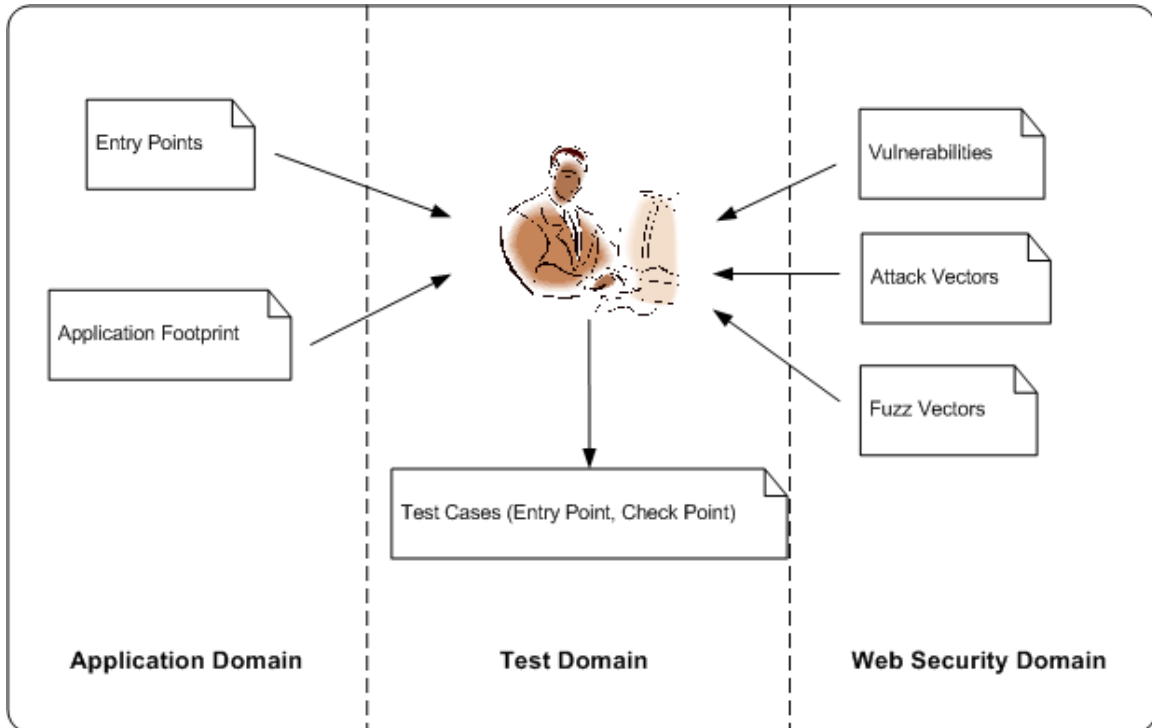 Entry Points
Application Footprint
Vulnerabilities
Attack Vectors
Fuzz Vectors
Test Cases (Entry Point, Check Point)
Application Domain
Test Domain
Web Security Domain